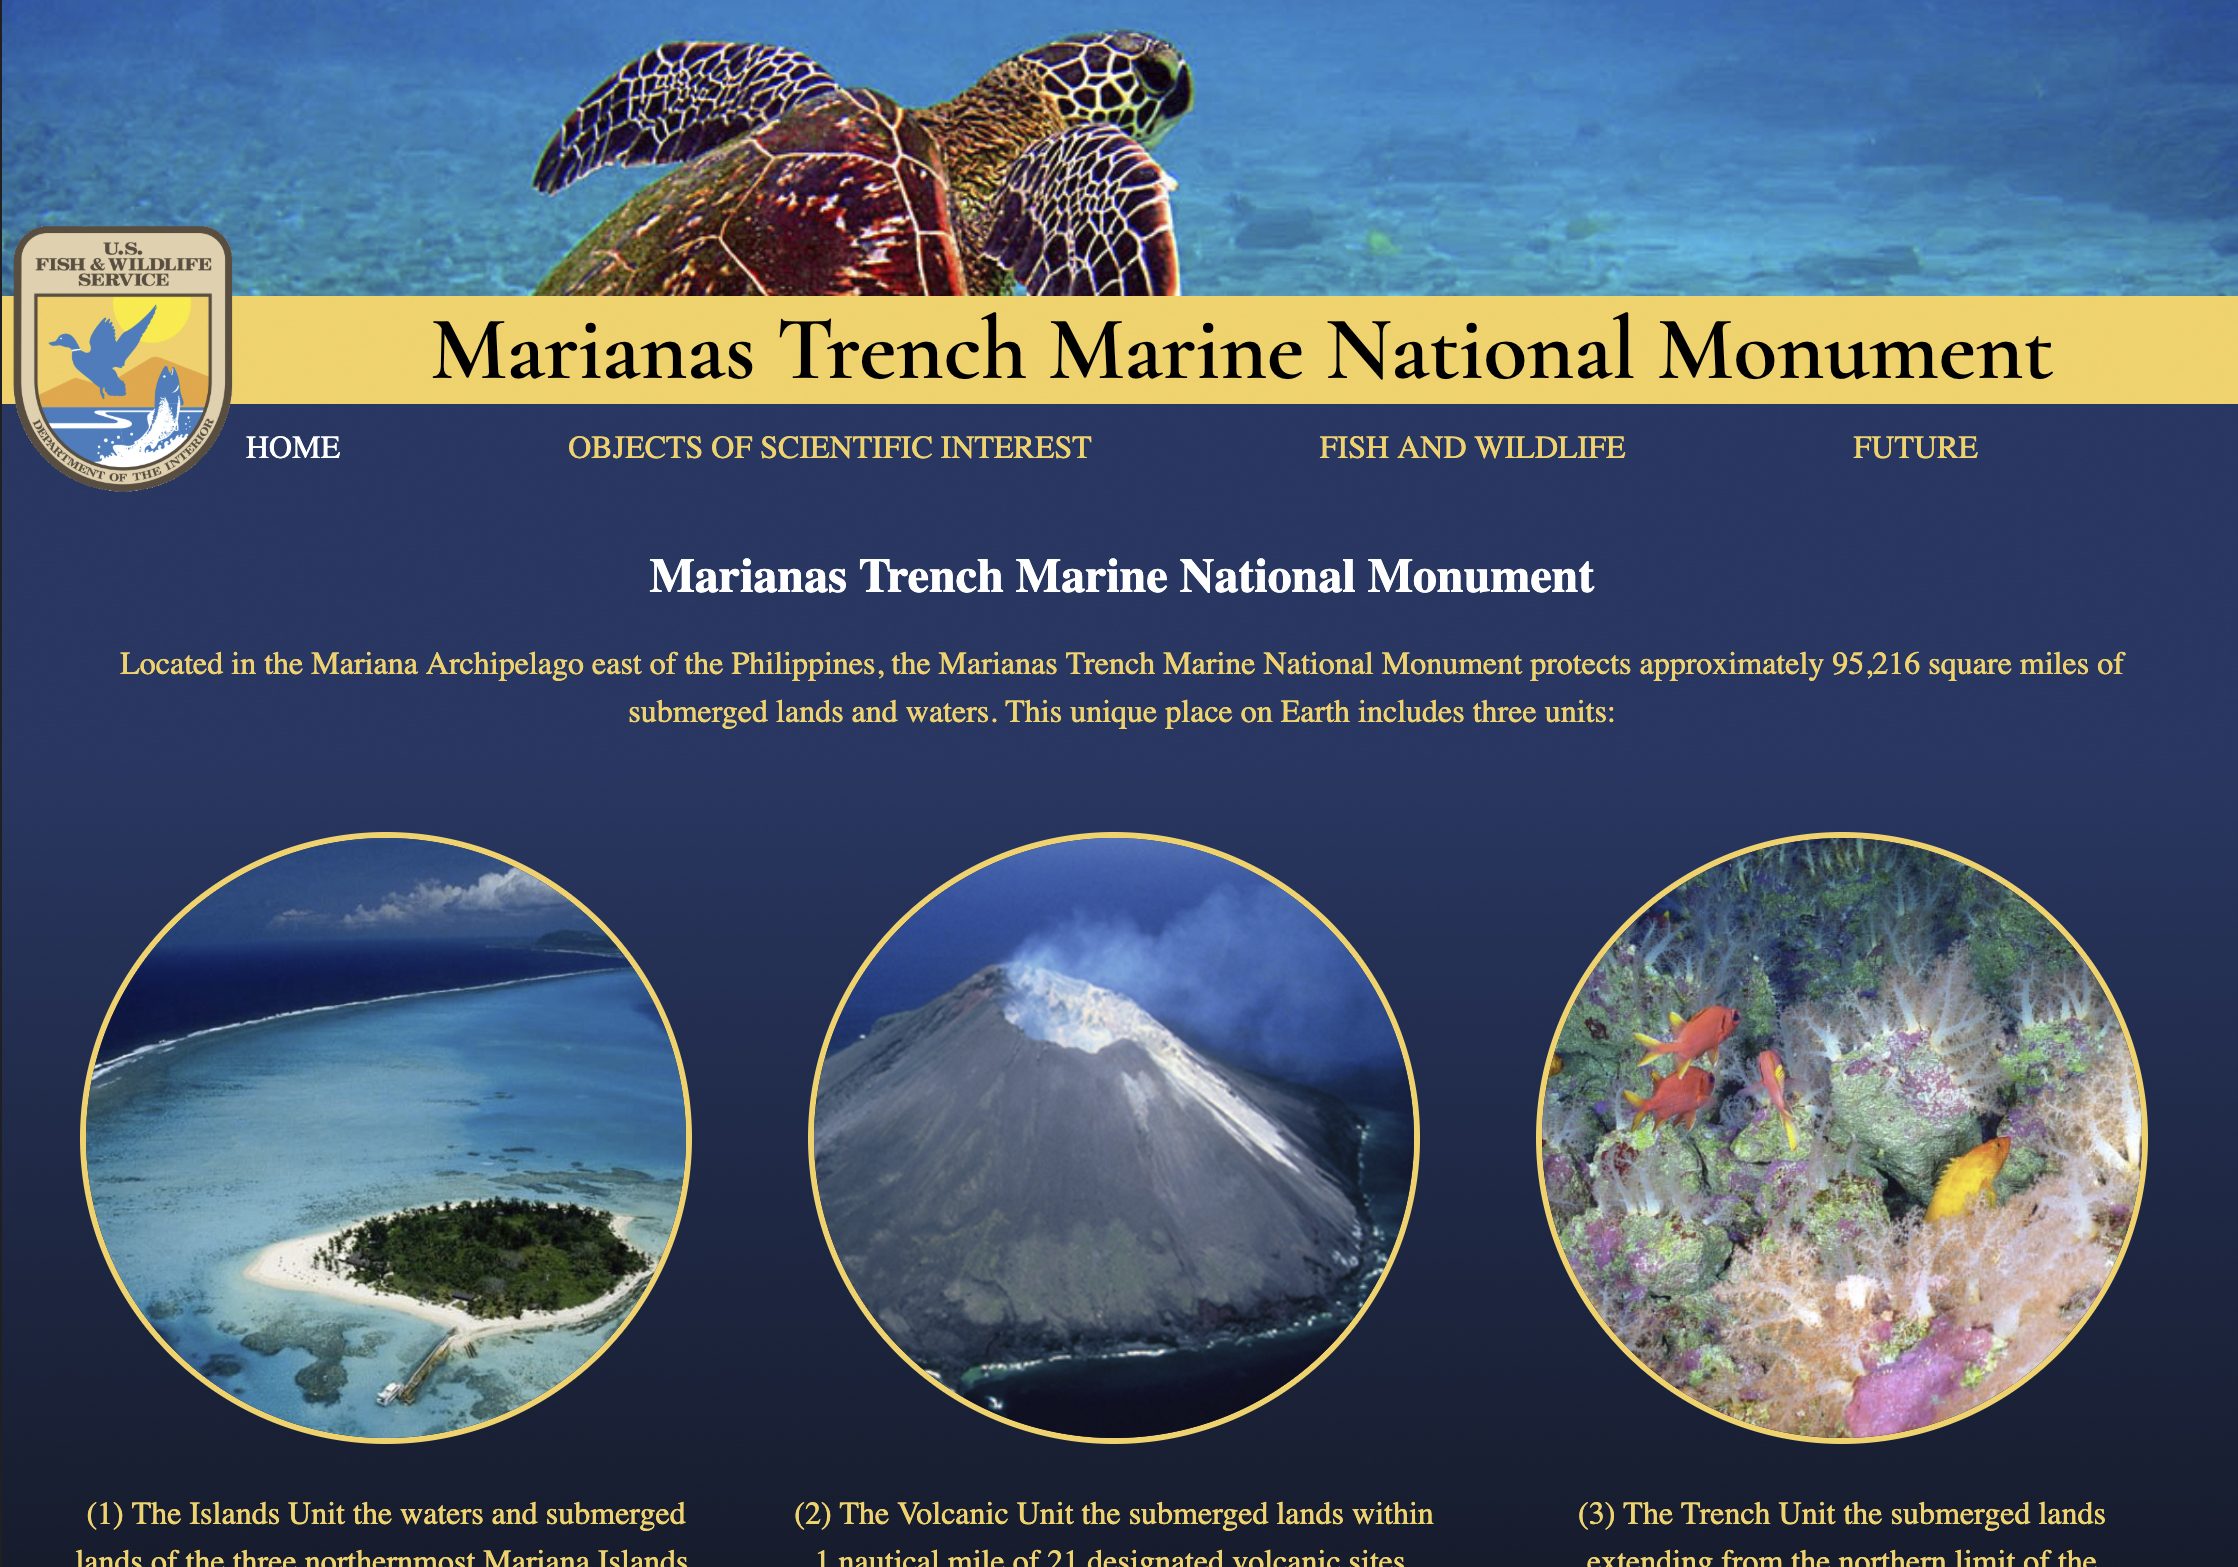 U.S.
FISH & WILDLIFE
SERVICE
DEPARTMENT OF THE INTERIOR
Marianas Trench Marine National Monument
HOME OBJECTS OF SCIENTIFIC INTEREST FISH AND WILDLIFE FUTURE
Marianas Trench Marine National Monument
Located in the Mariana Archipelago east of the Philippines, the Marianas Trench Marine National Monument protects approximately 95,216 square miles of
submerged lands and waters. This unique place on Earth includes three units:
(1) The Islands Unit the waters and submerged
lands of the three northernmost Mariana Islands
(2) The Volcanic Unit the submerged lands within
1 nautical mile of 21 designated volcanic sites
(3) The Trench Unit the submerged lands
extending from the northern limit of the